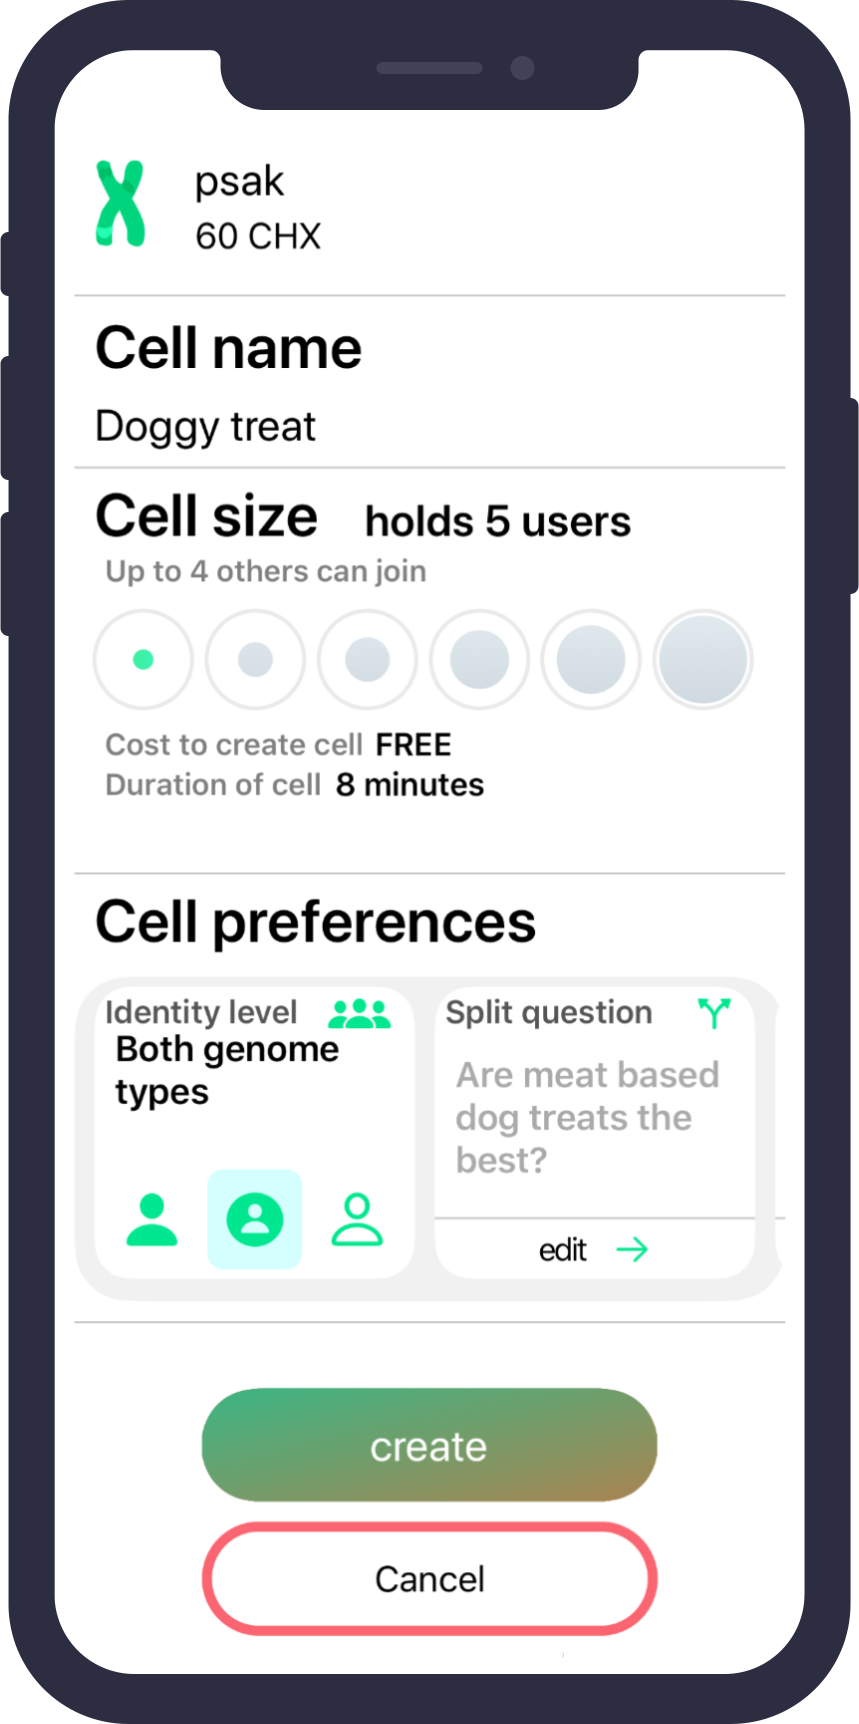 psak
60 CHX
Cell name
Doggy treat
Cell size holds 5 users
Up to 4 others can join
Cost to create cell FREE
Duration of cell 8 minutes
Cell preferences
Identity level
Both genome
types
Split question
Are meat based
dog treats the
best?
edit
create
Cancel